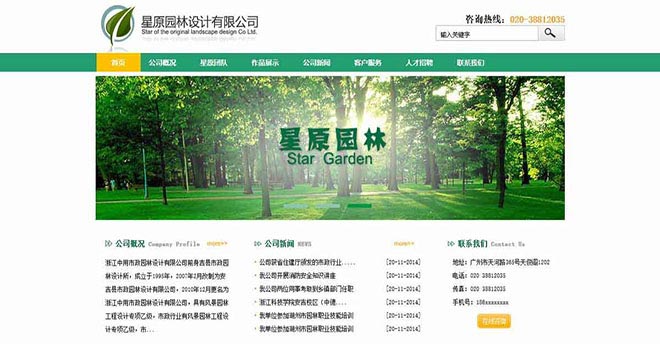 星原园林设计有限公司
Star of the original landscape design Co Ltd.
咨询热线：020-38812035
输入关键字
搜索
首页 公司概况 星原团队 作品展示 公司新闻 客户服务 人才招聘 联系我们
星原园林
Star Garden
公司概况 Company Profile more>>
浙江中南市政园林设计有限公司前身吉县市政园
林设计所，成立于1995年，2007年2月改制为安
吉县市政园林设计有限公司，2010年12月更名为
浙江中南市政园林设计有限公司，具有风景园林
工程设计专项乙级，市政行业有风景园林工程设
计专项乙级，市...
公司新闻 NEWS more>>
公司获省住建厅颁发的市政行业..... [20-11-2014]
我公司开展消防安全知识讲座 [20-11-2014]
我公司两位同事考取到乡镇部门任职 [20-11-2014]
浙江科技学院安吉校区（中德.... [20-11-2014]
我单位参加湖州市园林职业技能培训 [20-11-2014]
我单位参加湖州市园林职业技能培训 [20-11-2014]
联系我们 Contact Us
地址：广州市天河路365号天俊阁1202
电话：020 38812035
传真：020 38812035
手机号：138xxxxxxxx
在线咨询